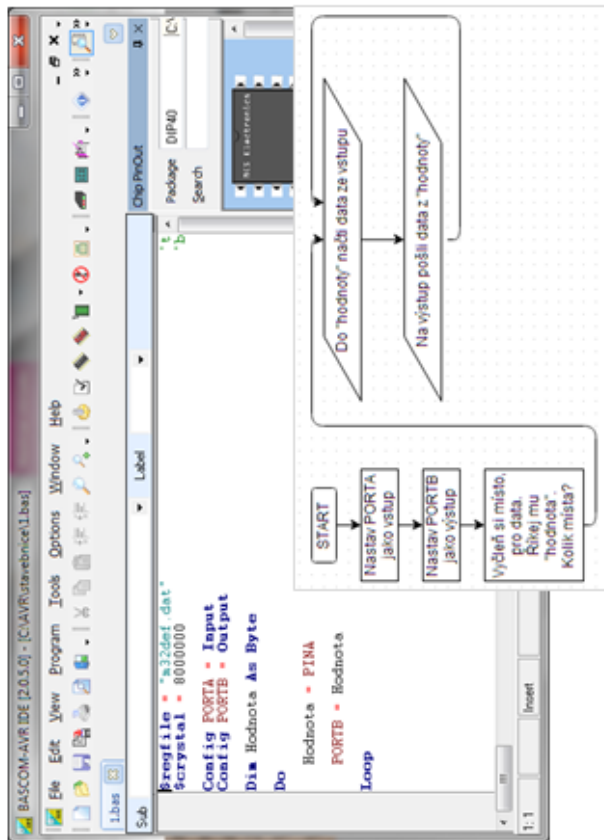 BASCOM-AVR IDE [2.0.5.0] - [C:\AVR\stavebnice\1.bas]
File Edit View Program Tools Options Window Help
1.bas
Sub Label
$regfile = "m32def.dat" 't
$crystal = 8000000 'b
Config PORTA = Input
Config PORTB = Output
Dim Hodnota As Byte
Do
Hodnota = PINA
PORTB = Hodnota
Loop
Chip PinOut
Package DIP40
Search
MCS Electronics
1: 1 Insert
START
Nastav PORTA
jako vstup
Nastav PORTB
jako výstup
Vyčleň si místo,
pro data.
Říkej mu
"hodnota".
Kolik místa?
Do "hodnoty" načti data ze vstupu
Na výstup pošli data z "hodnoty"